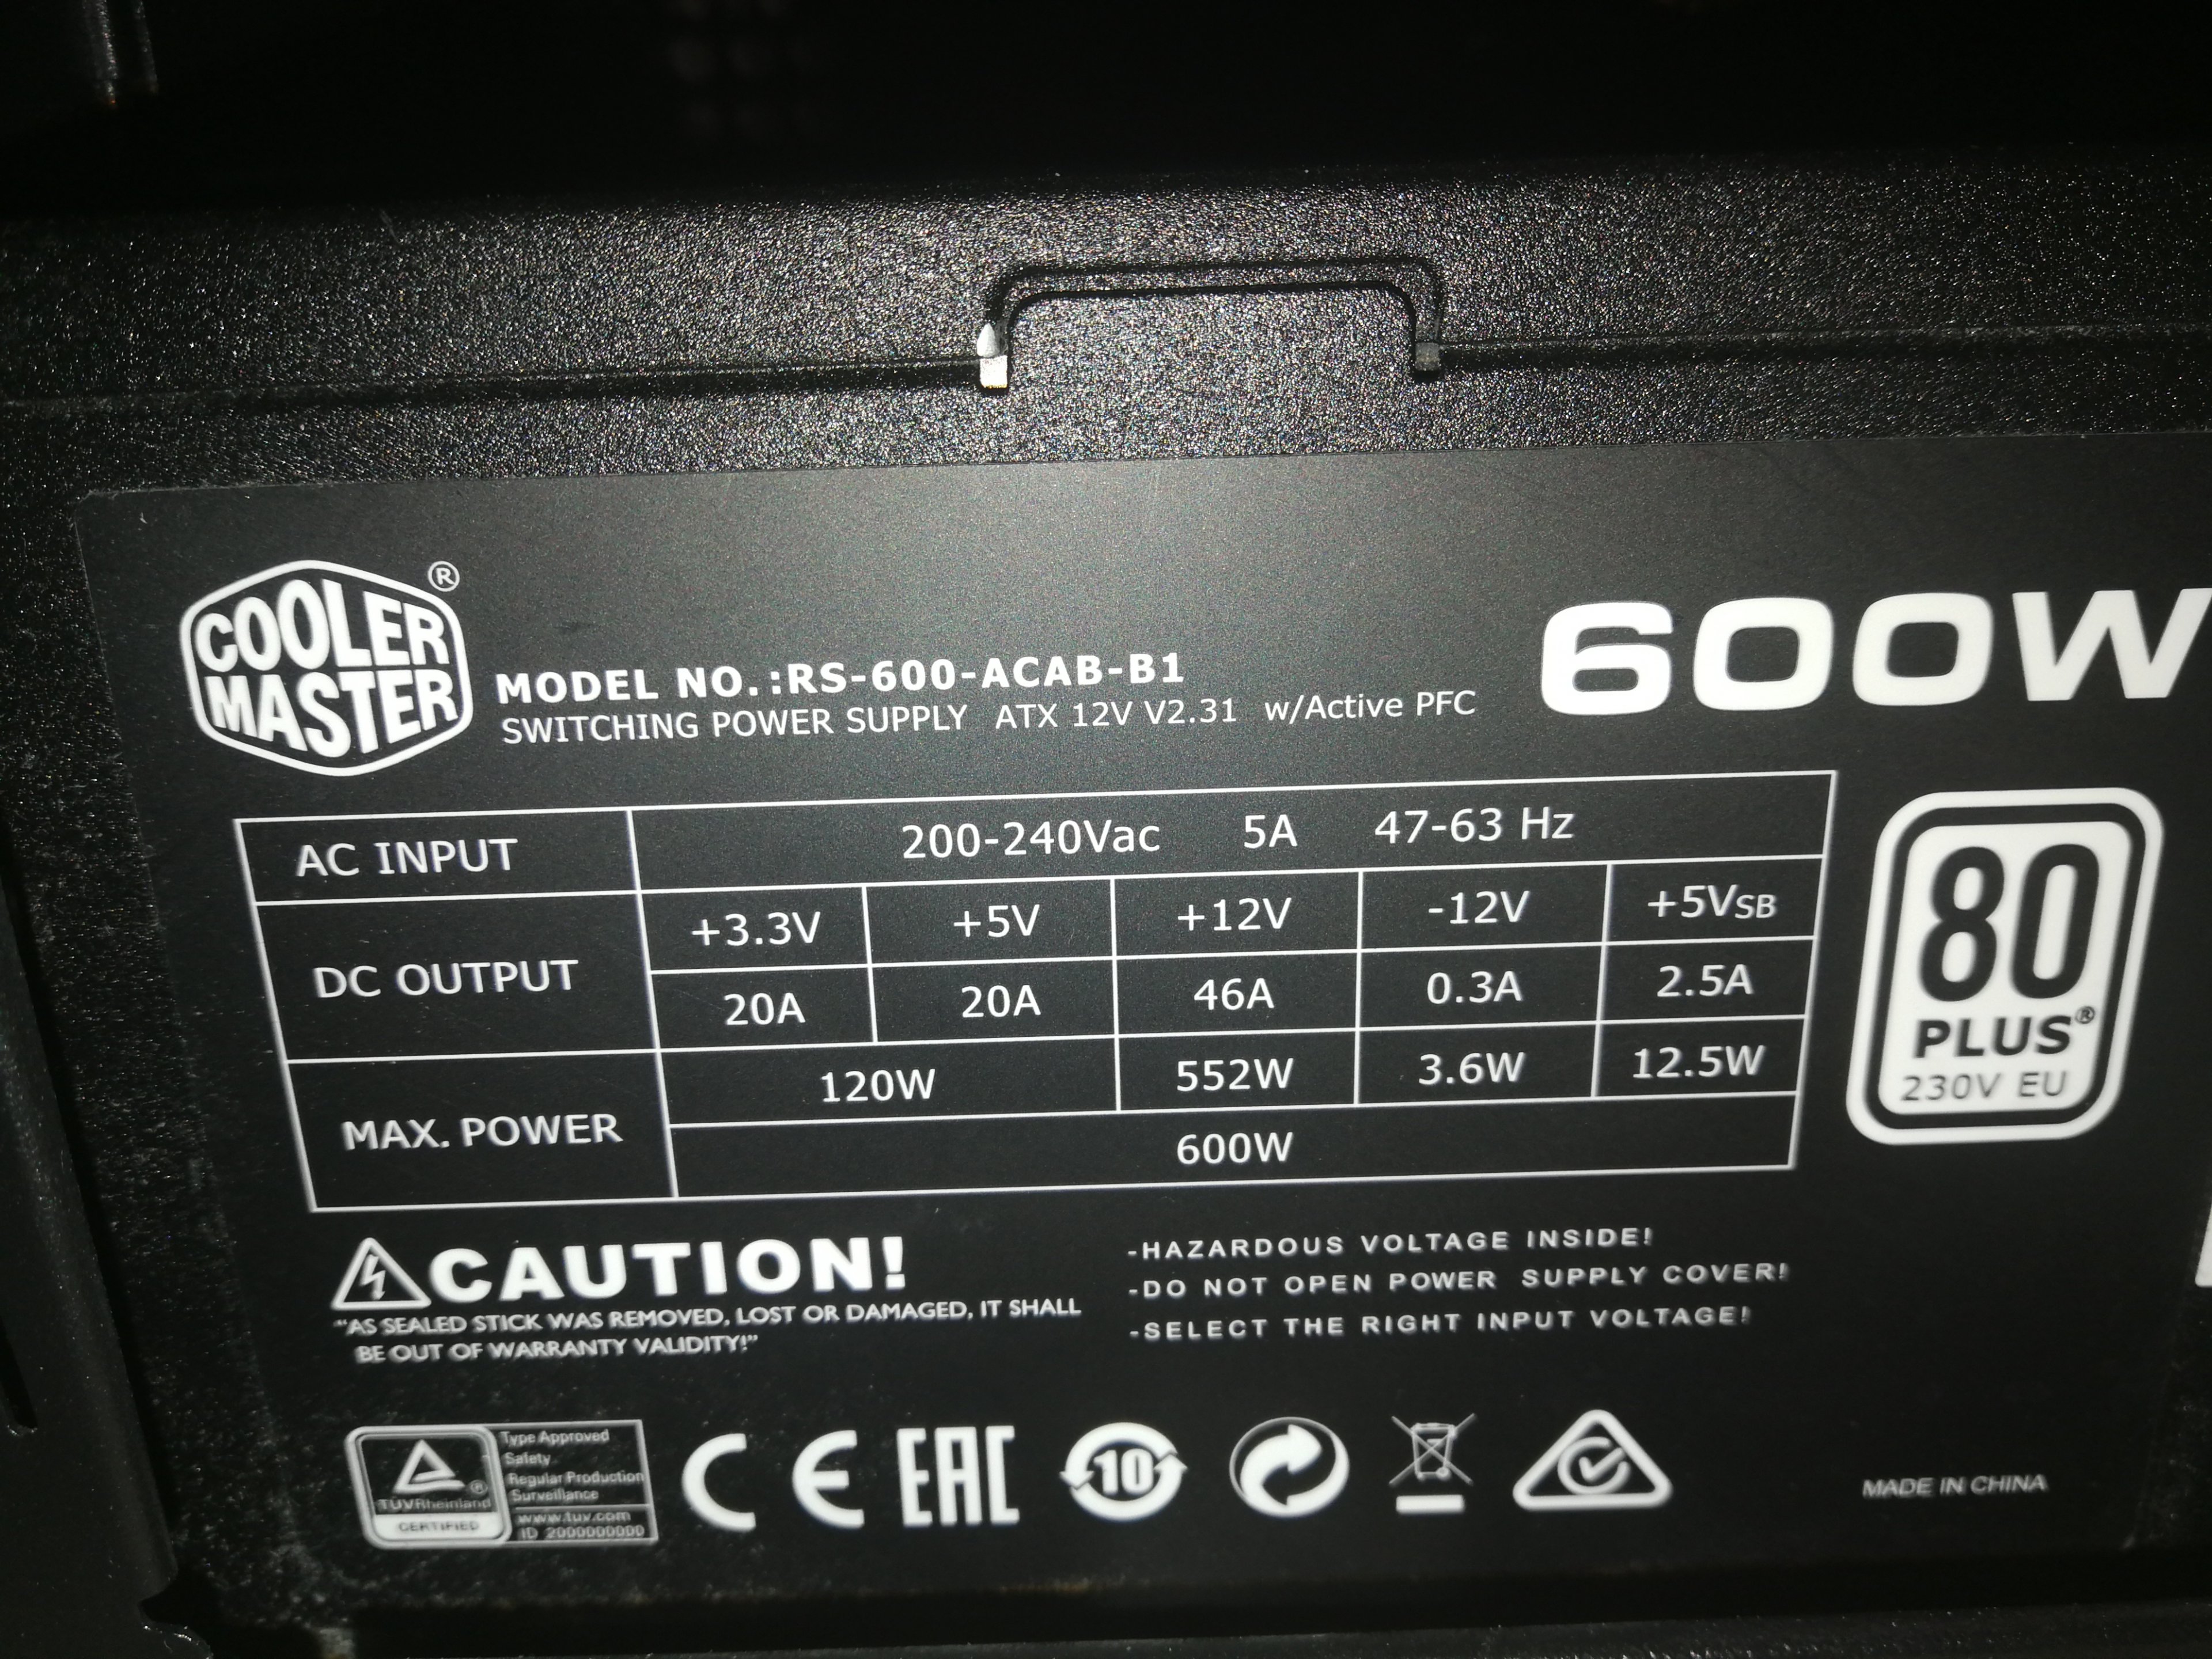 COOLER
MASTER
®
MODEL NO.:RS-600-ACAB-B1
SWITCHING POWER SUPPLY ATX 12V V2.31 w/Active PFC
600W
AC INPUT 200-240Vac 5A 47-63 Hz
DC OUTPUT
+3.3V +5V +12V -12V +5VSB
20A 20A 46A 0.3A 2.5A
MAX. POWER
120W 552W 3.6W 12.5W
600W
80
PLUS®
230V EU
CAUTION!
"AS SEALED STICK WAS REMOVED, LOST OR DAMAGED, IT SHALL
BE OUT OF WARRANTY VALIDITY!"
-HAZARDOUS VOLTAGE INSIDE!
-DO NOT OPEN POWER SUPPLY COVER!
-SELECT THE RIGHT INPUT VOLTAGE!
TÜVRheinland®
CERTIFIED
Type Approved
Safety
Regular Production
Surveillance
www.tuv.com
ID 2000000000
CE
EAC
10
MADE IN CHINA